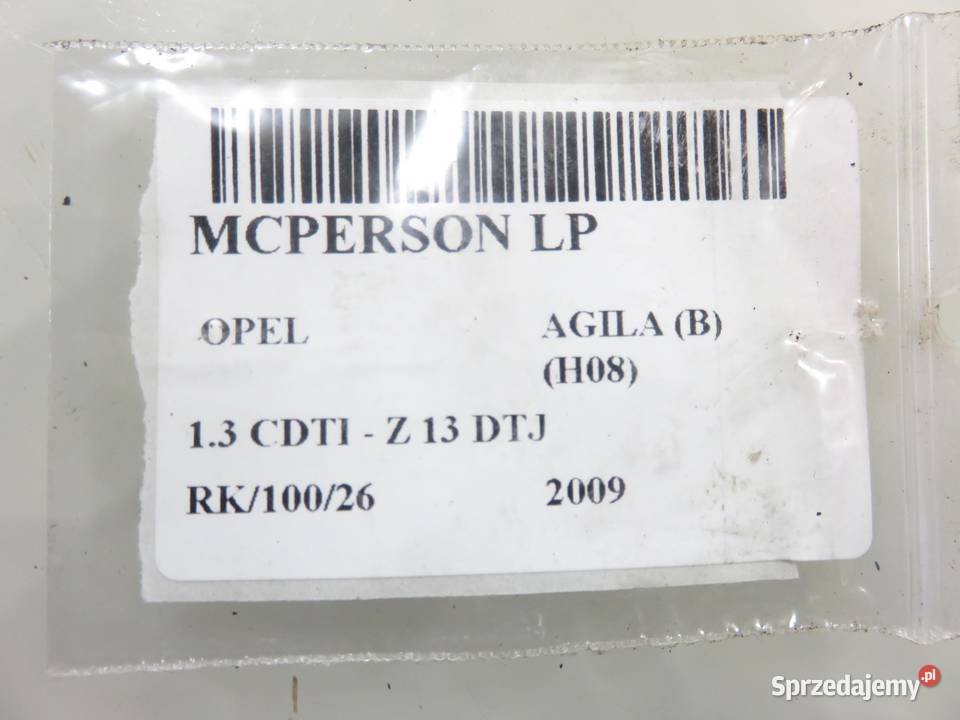 MCPERSON LP
OPEL AGILA (B)
(H08)
1.3 CDTI - Z 13 DTJ
RK/100/26 2009
Sprzedajemy.pl